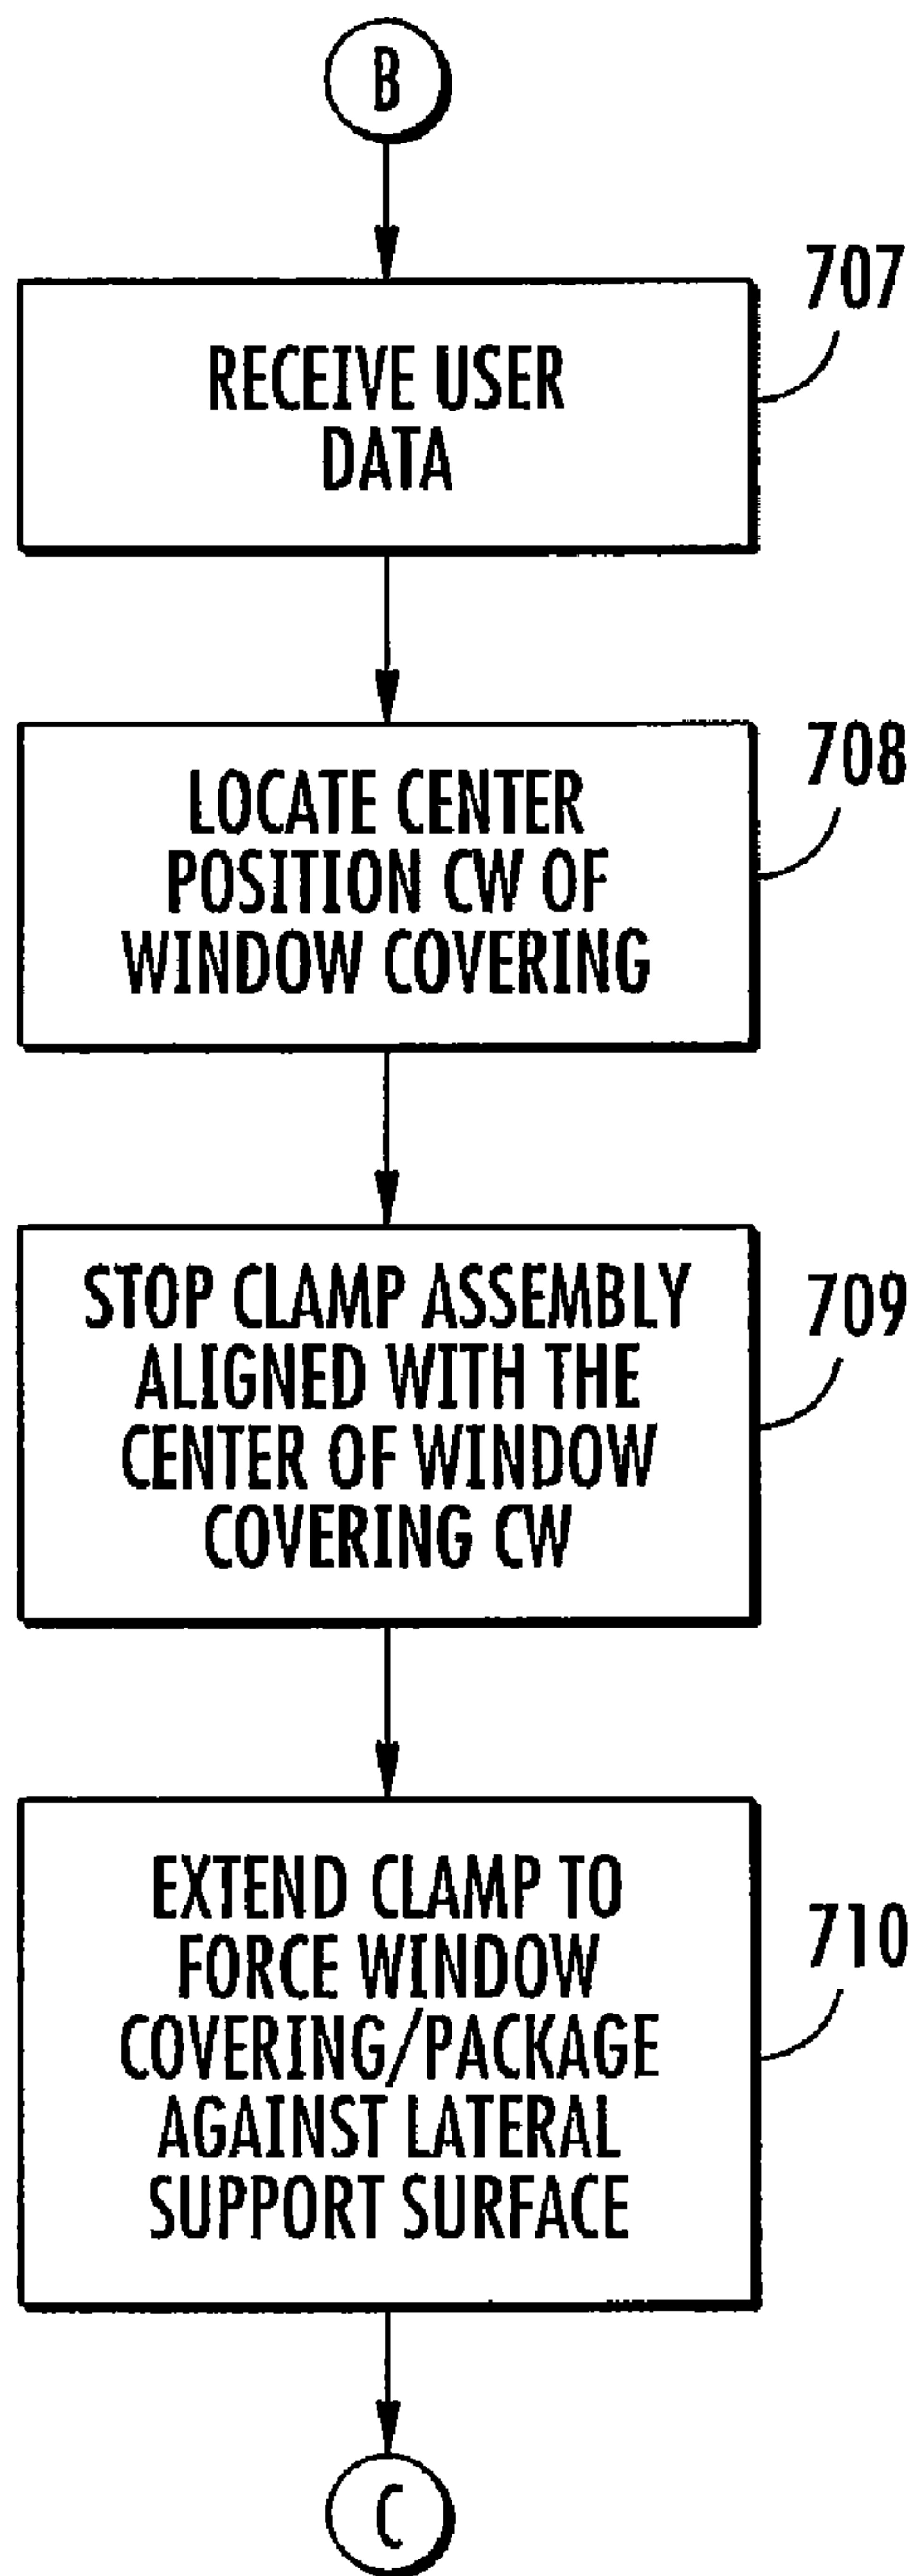 B
707
RECEIVE USER
DATA
708
LOCATE CENTER
POSITION CW OF
WINDOW COVERING
709
STOP CLAMP ASSEMBLY
ALIGNED WITH THE
CENTER OF WINDOW
COVERING CW
710
EXTEND CLAMP TO
FORCE WINDOW
COVERING/PACKAGE
AGAINST LATERAL
SUPPORT SURFACE
C